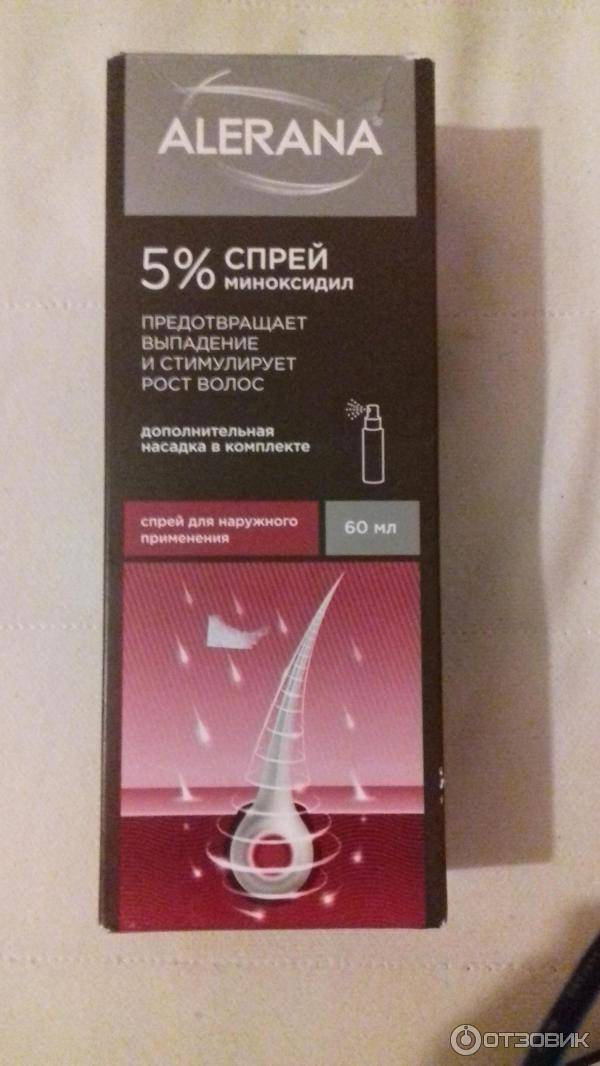 ALERANA®
5% СПРЕЙ
МИНОКСИДИЛ
ПРЕДОТВРАЩАЕТ
ВЫПАДЕНИЕ
И СТИМУЛИРУЕТ
РОСТ ВОЛОС
дополнительная
насадка в комплекте
спрей для наружного
применения
60 мл
ОТЗОВИК